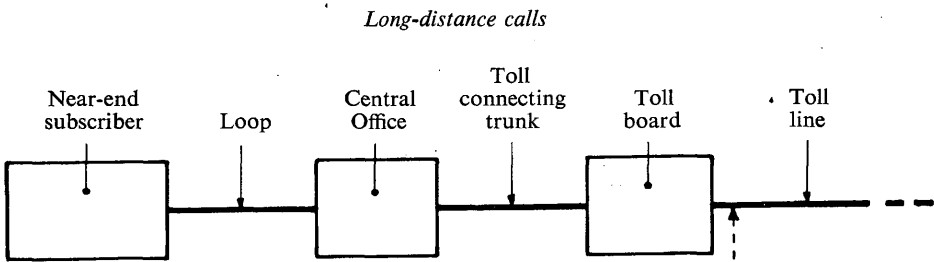 Long-distance calls
Near-end
subscriber
Loop
Central
Office
Toll
connecting
trunk
Toll
board
Toll
line